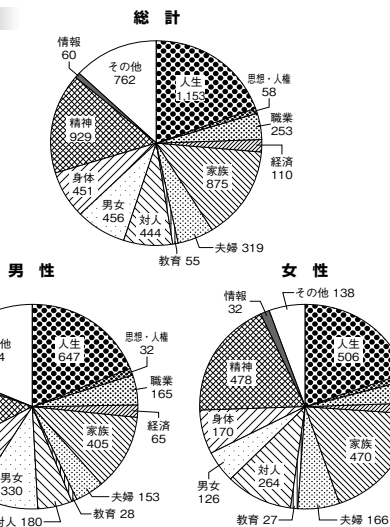 総計
情報
60
その他
762
人生
1,153
思想・人権
58
職業
253
経済
110
家族
875
夫婦 319
教育 55
対人
444
男女
456
身体
451
精神
929
男性
他
4
人生
647
思想・人権
32
職業
165
経済
65
家族
405
夫婦 153
教育 28
対人 180
男女
330
女性
情報
32
その他 138
人生
506
家族
470
夫婦 166
教育 27
対人
264
男女
126
身体
170
精神
478